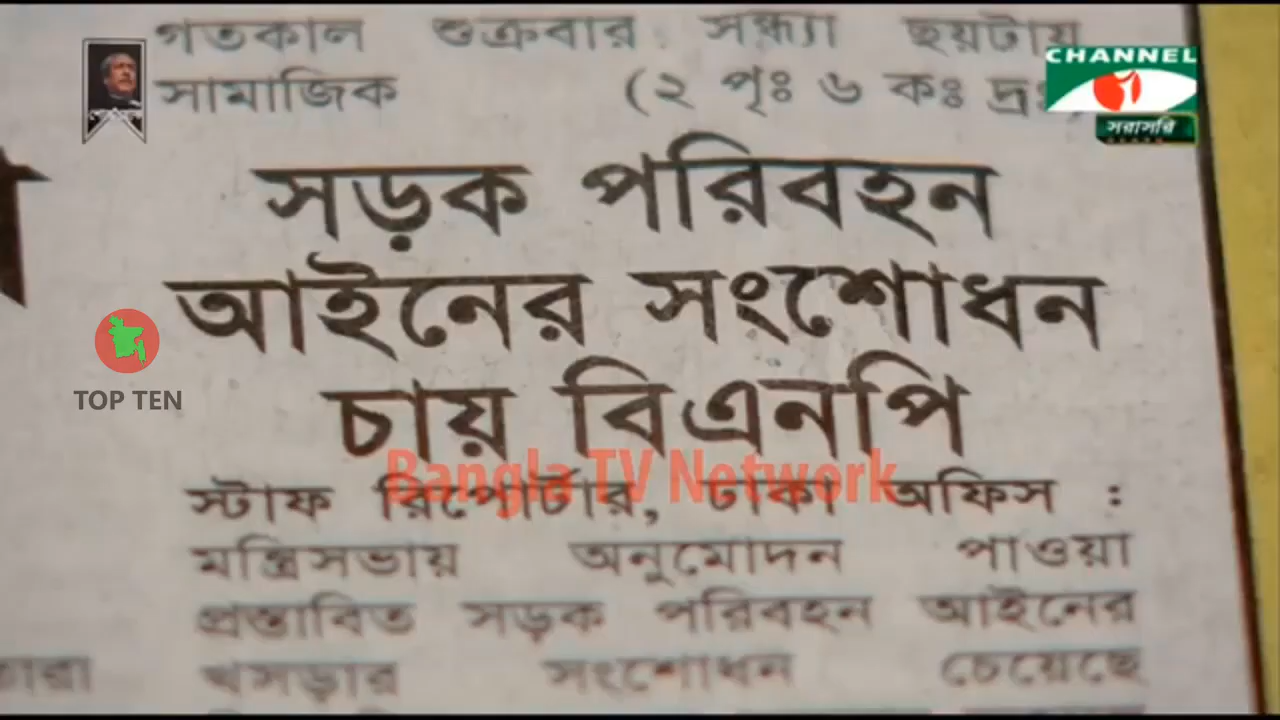 গতকাল শুক্রবার সন্ধ্যা ছয়টায়
সামাজিক (২ পৃঃ ৬ কঃ দ্রঃ)
CHANNEL
সরাসরি
সড়ক পরিবহন
আইনের সংশোধন
চায় বিএনপি
TOP TEN
Bangla TV Network
স্টাফ রিপোর্টার, ঢাকা অফিস :
মন্ত্রিসভায় অনুমোদন পাওয়া
প্রস্তাবিত সড়ক পরিবহন আইনের
খসড়ার সংশোধন চেয়েছে